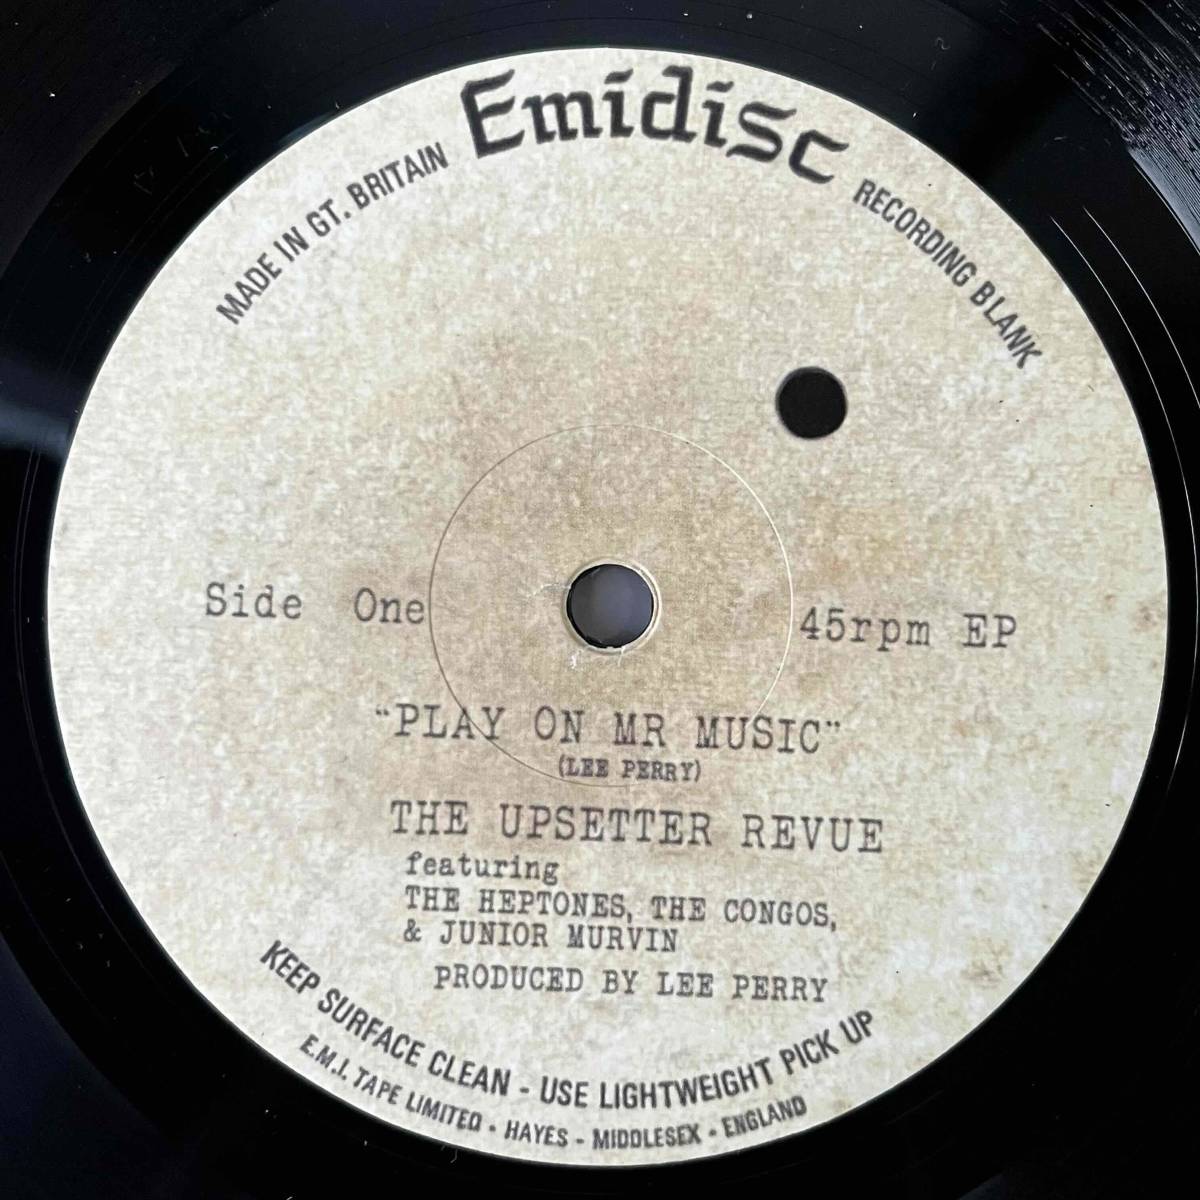 MADE IN GT. BRITAIN Emidisc RECORDING BLANK
Side One
45rpm EP
"PLAY ON MR MUSIC"
(LEE PERRY)
THE UPSETTER REVUE
featuring
THE HEPTONES, THE CONGOS,
& JUNIOR MURVIN
PRODUCED BY LEE PERRY
KEEP SURFACE CLEAN - USE LIGHTWEIGHT PICK UP
E.M.I. TAPE LIMITED - HAYES - MIDDLESEX - ENGLAND